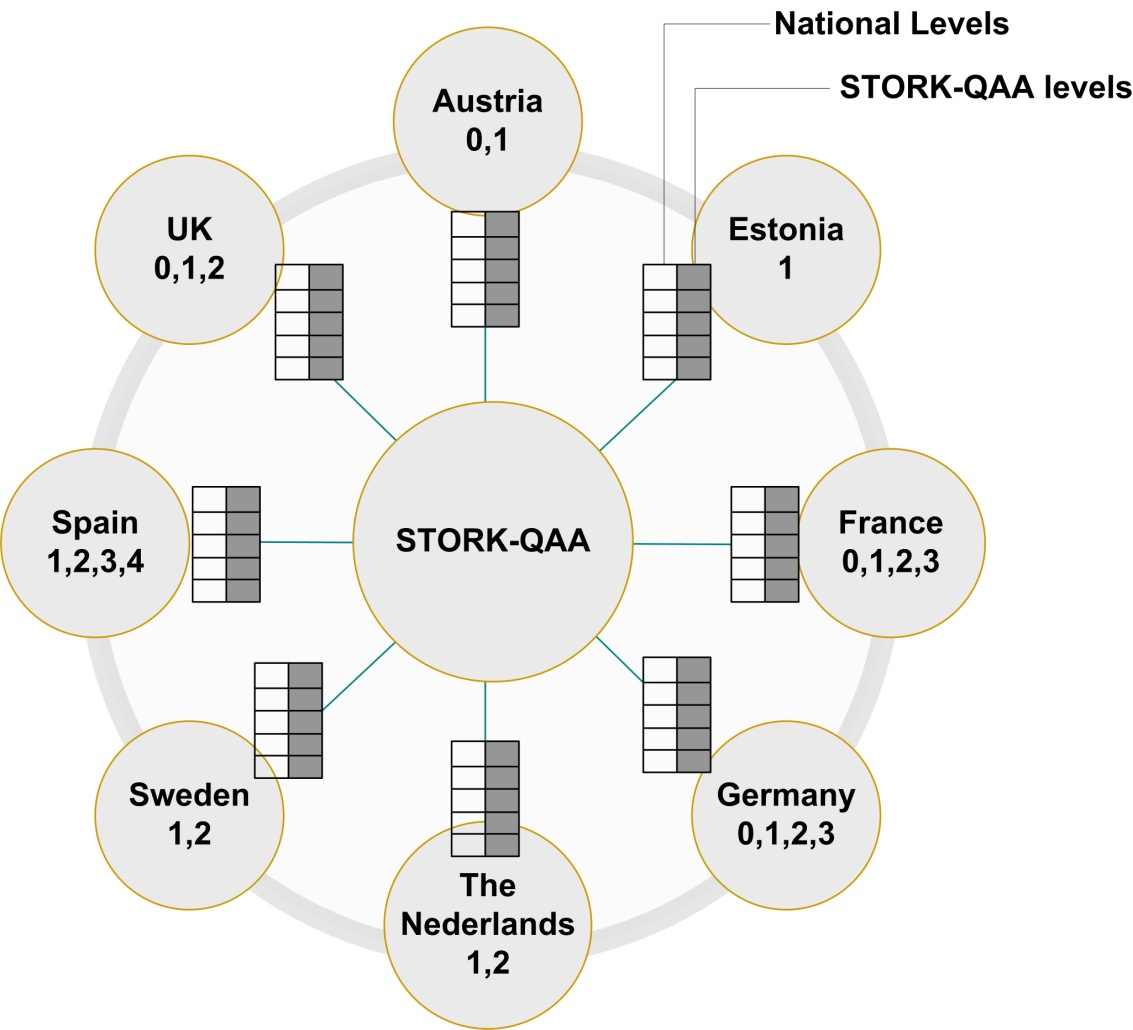 National Levels
STORK-QAA levels
Austria
0,1
UK
0,1,2
Estonia
1
Spain
1,2,3,4
STORK-QAA
France
0,1,2,3
Sweden
1,2
Germany
0,1,2,3
The
Nederlands
1,2